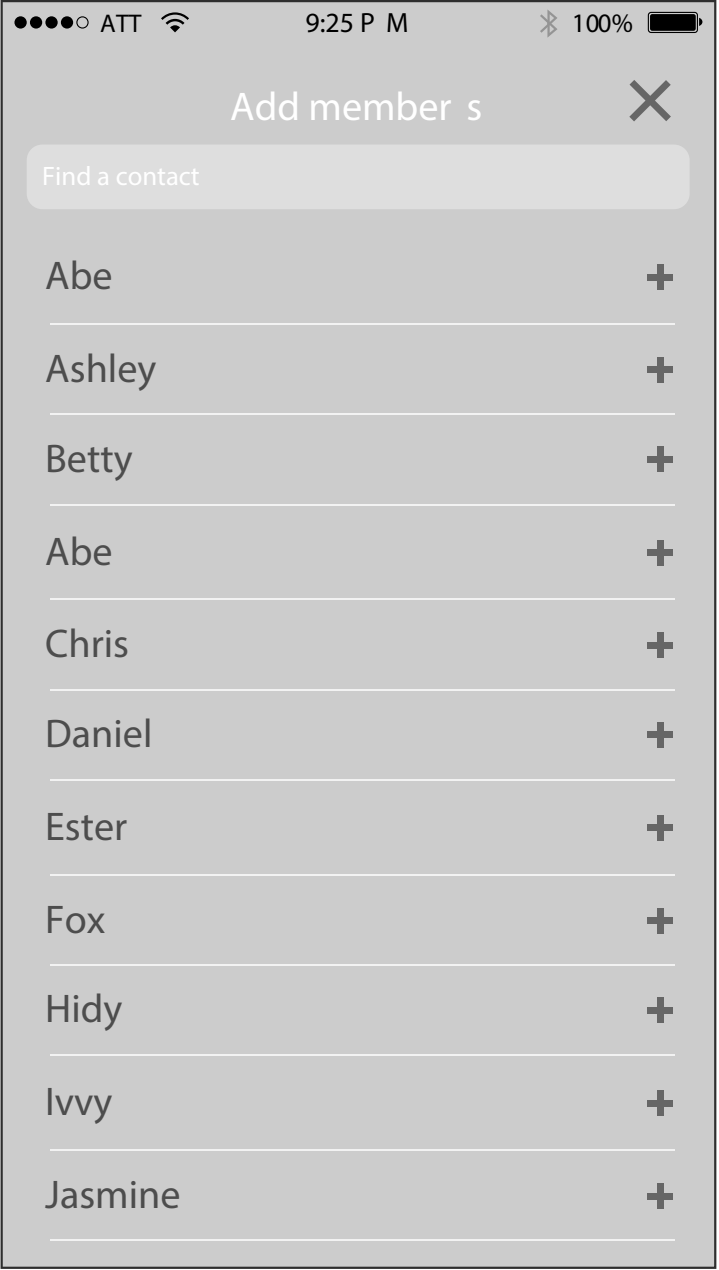 ATT 9:25 P M 100%
Add member s
Find a contact
Abe
Ashley
Betty
Abe
Chris
Daniel
Ester
Fox
Hidy
Ivvy
Jasmine